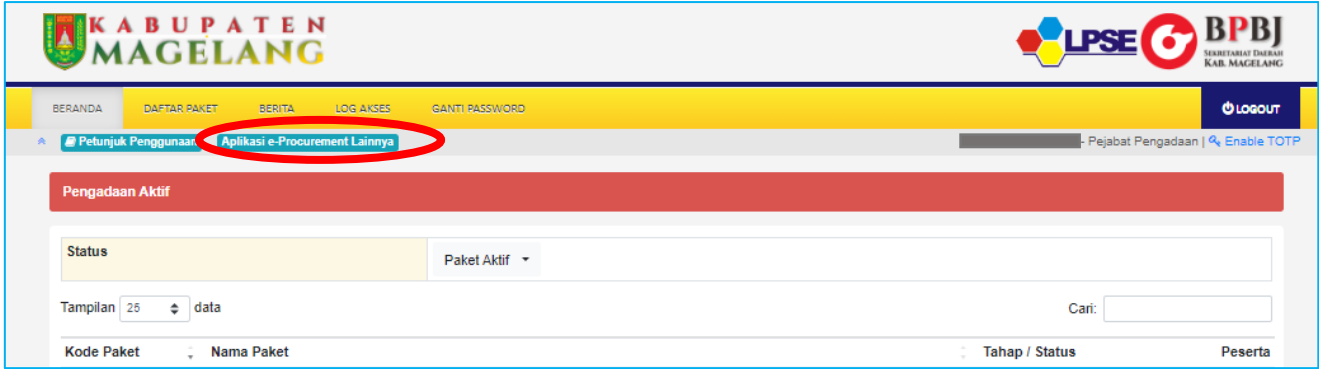 KABUPATEN
MAGELANG
LPSE
BPBJ
SEKRETARIAT DAERAH
KAB. MAGELANG
BERANDA DAFTAR PAKET BERITA LOG AKSES GANTI PASSWORD LOGOUT
Petunjuk Penggunaan Aplikasi e-Procurement Lainnya - Pejabat Pengadaan | Enable TOTP
Pengadaan Aktif
Status Paket Aktif
Tampilan 25 data Cari:
Kode Paket Nama Paket Tahap / Status Peserta